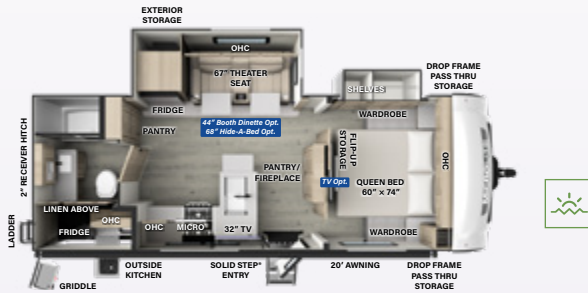 EXTERIOR
STORAGE
OHC
67" THEATER
SEAT
DROP FRAME
PASS THRU
STORAGE
SHELVES
FRIDGE
WARDROBE
44" Booth Dinette Opt.
68" Hide-A-Bed Opt.
PANTRY
2" RECEIVER HITCH
FLIP-UP
STORAGE
OHC
PANTRY/
FIREPLACE
TV Opt.
QUEEN BED
60" × 74"
LINEN ABOVE
OHC
FRIDGE
OHC
MICRO
32" TV
WARDROBE
LADDER
GRIDDLE
OUTSIDE
KITCHEN
SOLID STEP®
ENTRY
20' AWNING
DROP FRAME
PASS THRU
STORAGE